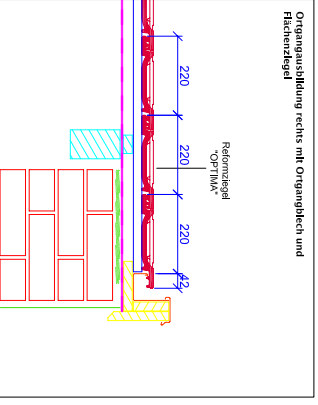 Ortgangausbildung rechts mit Ortgangblech und
Flächenziegel
Reformziegel
"OPTIMA"
220
220
220
42